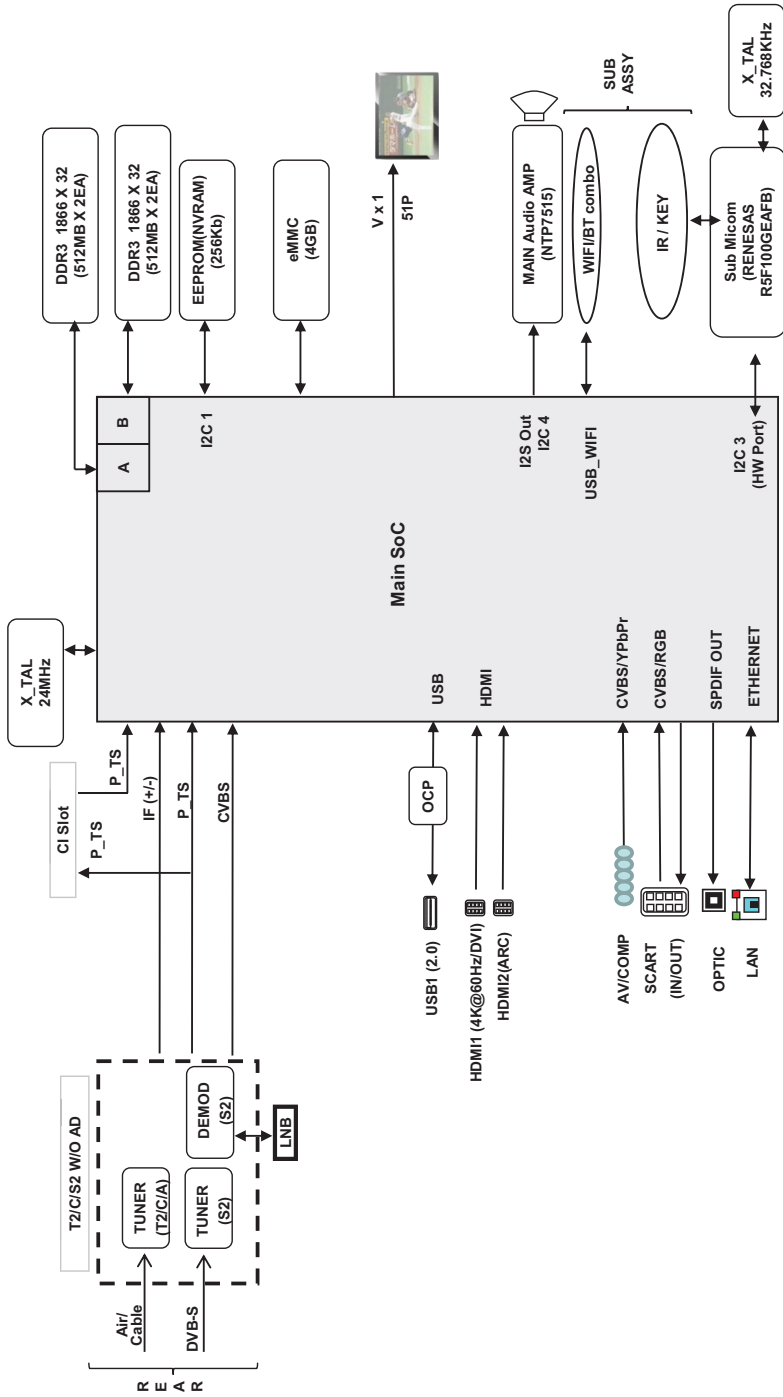 R
E
A
R
Air/
Cable
DVB-S
T2/C/S2 W/O AD
TUNER
(T2/C/A)
TUNER
(S2)
DEMOD
(S2)
LNB
CI Slot
P_TS
P_TS
IF (+/-)
P_TS
CVBS
X_TAL
24MHz
USB1 (2.0)
OCP
USB
HDMI1 (4K@60Hz/DVI)
HDMI2(ARC)
HDMI
AV/COMP
CVBS/YPbPr
SCART
(IN/OUT)
CVBS/RGB
OPTIC
SPDIF OUT
LAN
ETHERNET
Main SoC
A
B
DDR3 1866 X 32
(512MB X 2EA)
DDR3 1866 X 32
(512MB X 2EA)
I2C 1
EEPROM(NVRAM)
(256Kb)
eMMC
(4GB)
V x 1
51P
I2S Out
I2C 4
MAIN Audio AMP
(NTP7515)
USB_WIFI
WIFI/BT combo
SUB
ASSY
IR / KEY
I2C 3
(HW Port)
Sub Micom
(RENESAS
R5F100GEAFB)
X_TAL
32.768KHz